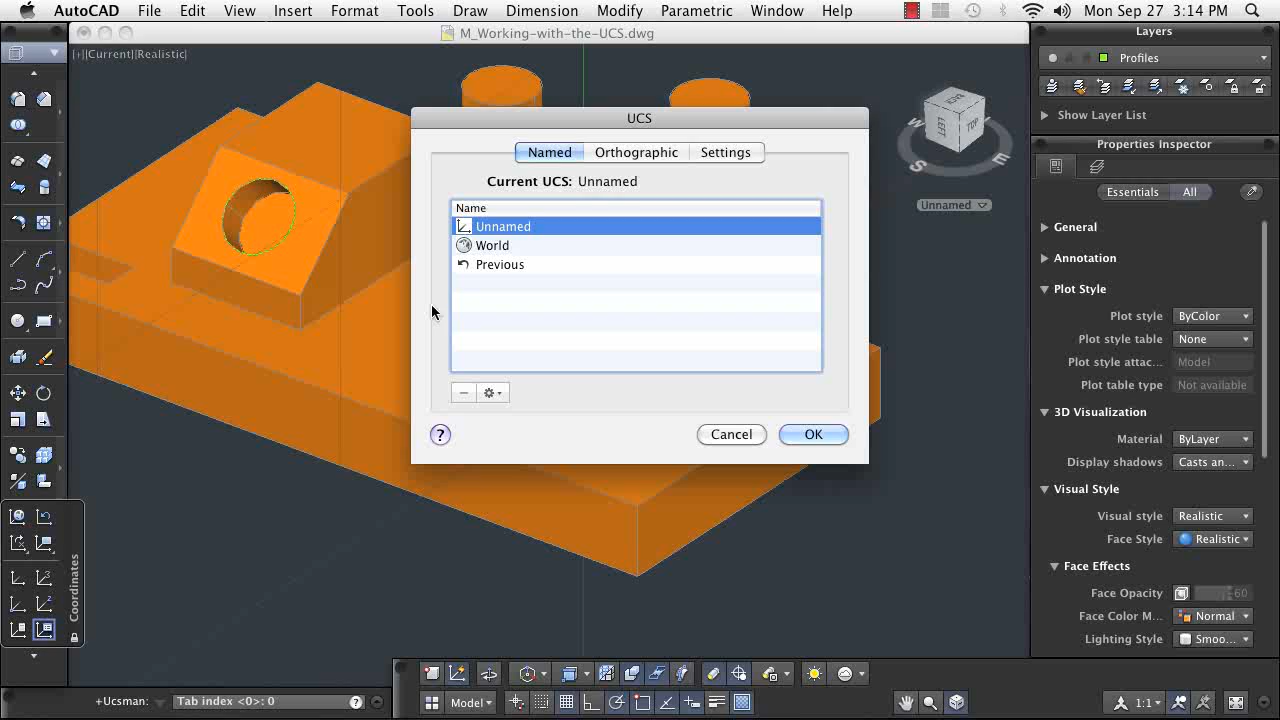 AutoCAD File Edit View Insert Format Tools Draw Dimension Modify Parametric Window Help Mon Sep 27 3:14 PM
M_Working-with-the-UCS.dwg
[+][Current][Realistic]
UCS
Named Orthographic Settings
Current UCS: Unnamed
Name
Unnamed
World
Previous
?
Cancel
OK
W
S
E
TOP
Unnamed
Layers
Profiles
Show Layer List
Properties Inspector
Essentials All
General
Annotation
Plot Style
Plot style ByColor
Plot style table None
Plot style attac... Model
Plot table type Not available
3D Visualization
Material ByLayer
Display shadows Casts an...
Visual Style
Visual style Realistic
Face Style Realistic
Face Effects
Face Opacity -60
Face Color M... Normal
Lighting Style Smoo...
Coordinates
+Ucsman: Tab index <0>: 0 ?
Model
1:1